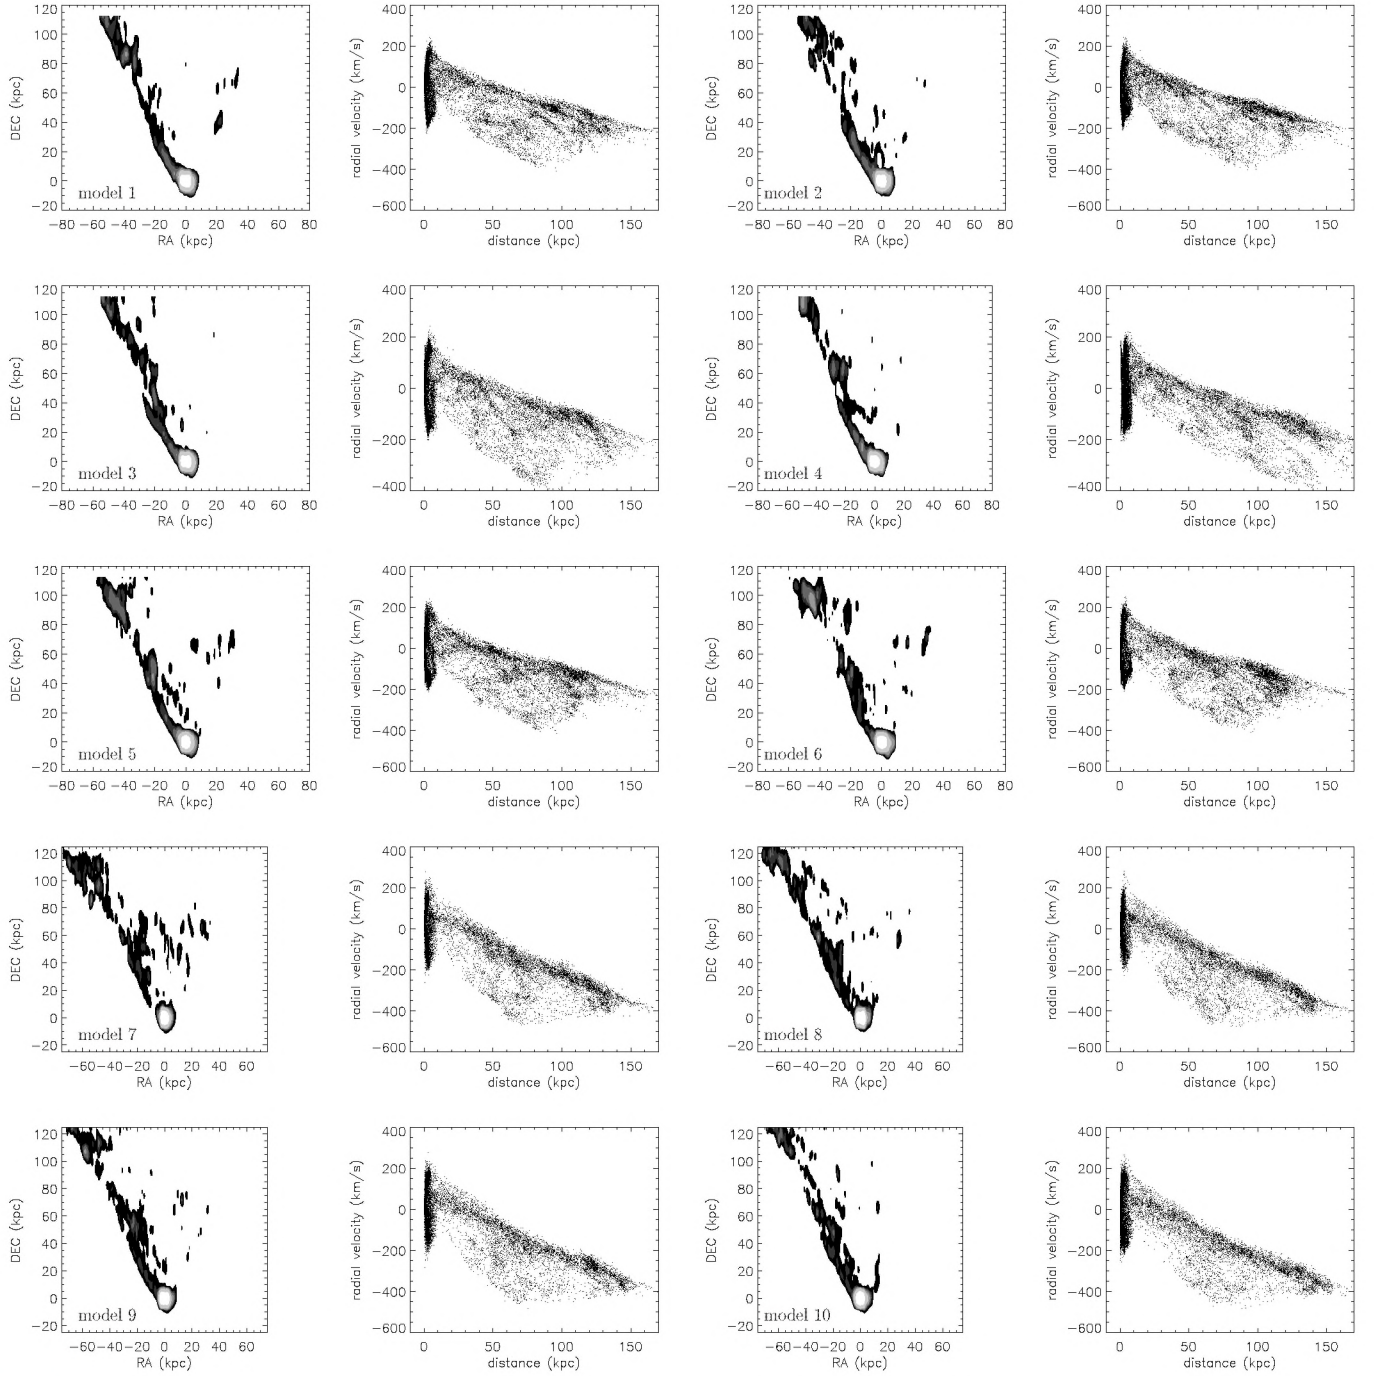 120
100
80
60
40
20
0
−20
DEC (kpc)
model 1
−80−60−40−20 0 20 40 60 80
RA (kpc)
400
200
0
−200
−400
−600
radial velocity (km/s)
0 50 100 150
distance (kpc)
120
100
80
60
40
20
0
−20
DEC (kpc)
model 2
−80−60−40−20 0 20 40 60 80
RA (kpc)
400
200
0
−200
−400
−600
radial velocity (km/s)
0 50 100 150
distance (kpc)
120
100
80
60
40
20
0
−20
DEC (kpc)
model 3
−80−60−40−20 0 20 40 60 80
RA (kpc)
400
200
0
−200
−400
radial velocity (km/s)
0 50 100 150
distance (kpc)
120
100
80
60
40
20
0
−20
DEC (kpc)
model 4
−80−60−40−20 0 20 40 60 80
RA (kpc)
400
200
0
−200
−400
radial velocity (km/s)
0 50 100 150
distance (kpc)
120
100
80
60
40
20
0
−20
DEC (kpc)
model 5
−80−60−40−20 0 20 40 60 80
RA (kpc)
400
200
0
−200
−400
−600
radial velocity (km/s)
0 50 100 150
distance (kpc)
120
100
80
60
40
20
0
−20
DEC (kpc)
model 6
−80−60−40−20 0 20 40 60 80
RA (kpc)
400
200
0
−200
−400
−600
radial velocity (km/s)
0 50 100 150
distance (kpc)
120
100
80
60
40
20
0
−20
DEC (kpc)
model 7
−60−40−20 0 20 40 60
RA (kpc)
400
200
0
−200
−400
−600
radial velocity (km/s)
0 50 100 150
distance (kpc)
120
100
80
60
40
20
0
−20
DEC (kpc)
model 8
−60−40−20 0 20 40 60
RA (kpc)
400
200
0
−200
−400
−600
radial velocity (km/s)
0 50 100 150
distance (kpc)
120
100
80
60
40
20
0
−20
DEC (kpc)
model 9
−60−40−20 0 20 40 60
RA (kpc)
400
200
0
−200
−400
−600
radial velocity (km/s)
0 50 100 150
distance (kpc)
120
100
80
60
40
20
0
−20
DEC (kpc)
model 10
−60−40−20 0 20 40 60
RA (kpc)
400
200
0
−200
−400
−600
radial velocity (km/s)
0 50 100 150
distance (kpc)